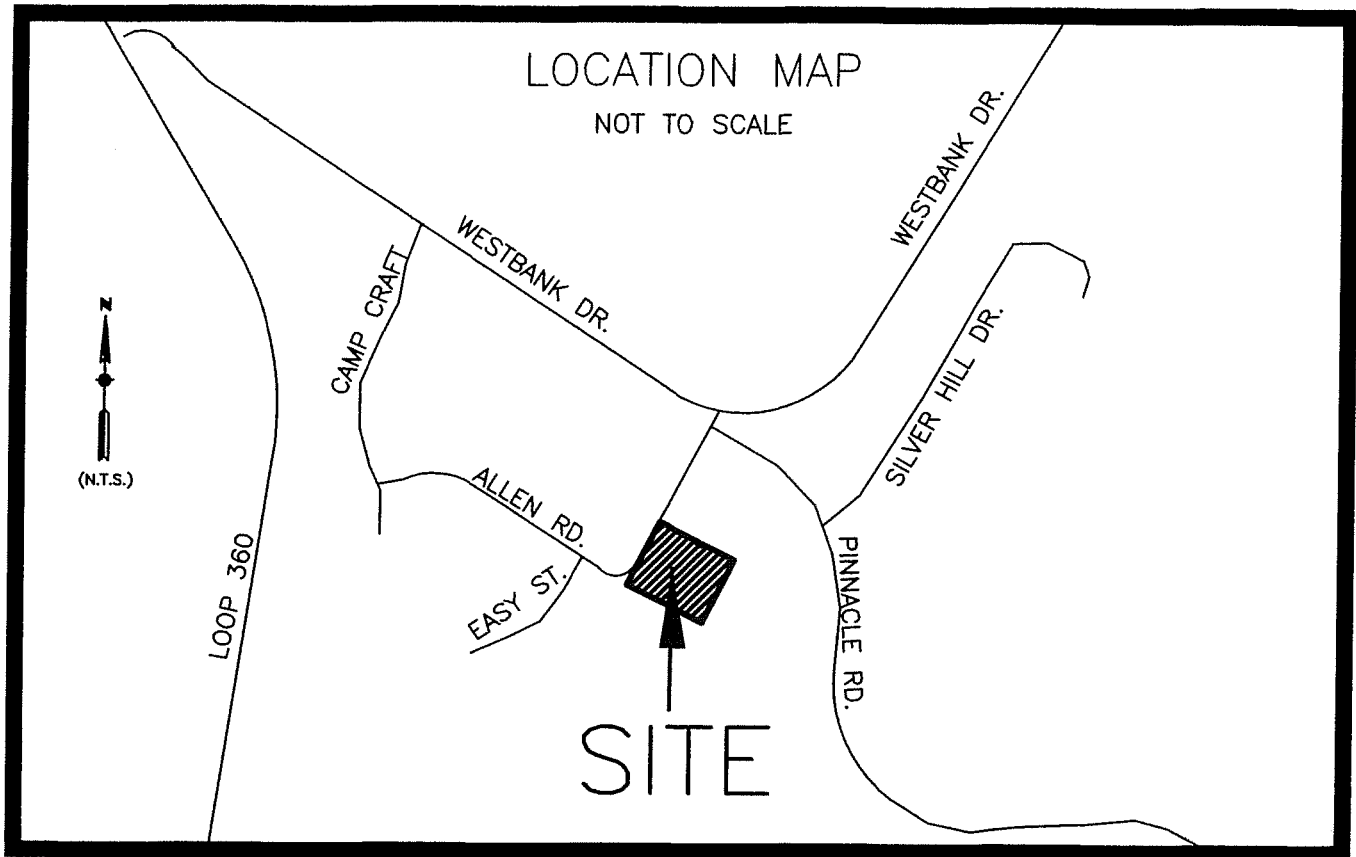 LOCATION MAP
NOT TO SCALE
WESTBANK DR.
WESTBANK DR.
CAMP CRAFT
N
(N.T.S.)
SILVER HILL DR.
ALLEN RD.
EASY ST.
LOOP 360
PINNACLE RD.
SITE